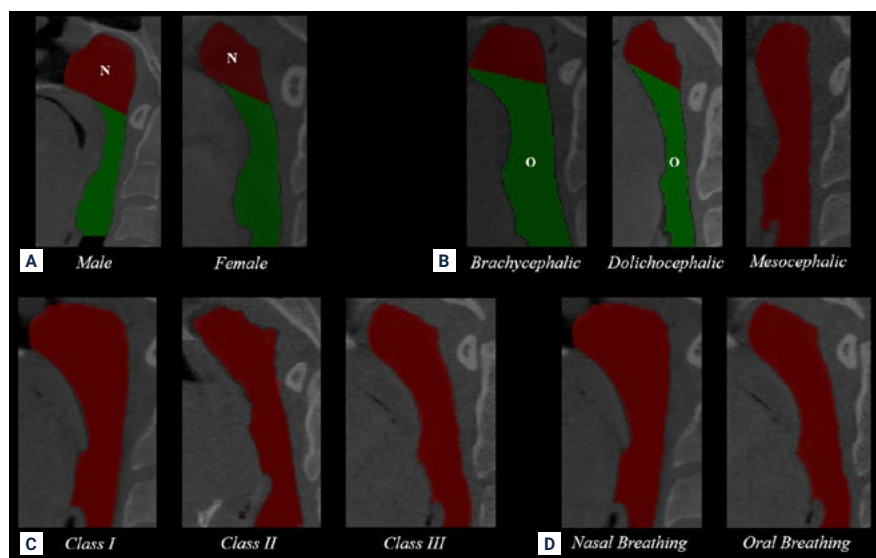 N
N
O
O
A
Male
Female
B
Brachycephalic
Dolichocephalic
Mesocephalic
C
Class I
Class II
Class III
D
Nasal Breathing
Oral Breathing